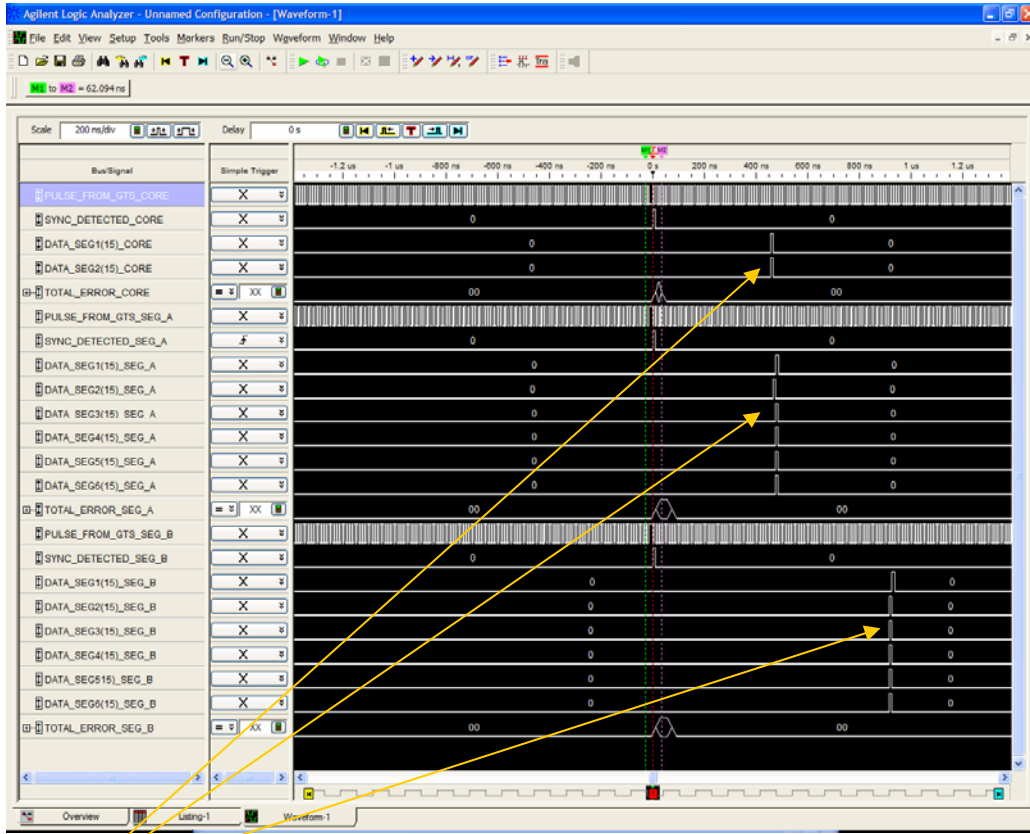 Agilent Logic Analyzer - Unnamed Configuration - [Waveform-1]
File Edit View Setup Tools Markers Run/Stop Waveform Window Help
M1 to M2 = 62.094 ns
Scale 200 ns/div Delay 0 s
M1 T M2
Bus/Signal Simple Trigger -1.2 us -1 us -800 ns -600 ns -400 ns -200 ns 0 s 200 ns 400 ns 600 ns 800 ns 1 us 1.2 us
PULSE_FROM_GTS_CORE X
SYNC_DETECTED_CORE X 0 0
DATA_SEG1(15)_CORE X 0 0
DATA_SEG2(15)_CORE X 0 0
TOTAL_ERROR_CORE = XX 00 00
PULSE_FROM_GTS_SEG_A X
SYNC_DETECTED_SEG_A 0 0
DATA_SEG1(15)_SEG_A X 0 0
DATA_SEG2(15)_SEG_A X 0 0
DATA_SEG3(15)_SEG_A X 0 0
DATA_SEG4(15)_SEG_A X 0 0
DATA_SEG5(15)_SEG_A X 0 0
DATA_SEG6(15)_SEG_A X 0 0
TOTAL_ERROR_SEG_A = XX 00 00
PULSE_FROM_GTS_SEG_B X
SYNC_DETECTED_SEG_B X 0 0
DATA_SEG1(15)_SEG_B X 0 0
DATA_SEG2(15)_SEG_B X 0 0
DATA_SEG3(15)_SEG_B X 0 0
DATA_SEG4(15)_SEG_B X 0 0
DATA_SEG515)_SEG_B X 0 0
DATA_SEG6(15)_SEG_B X 0 0
TOTAL_ERROR_SEG_B = XX 00 00
Overview Listing-1 Waveform-1